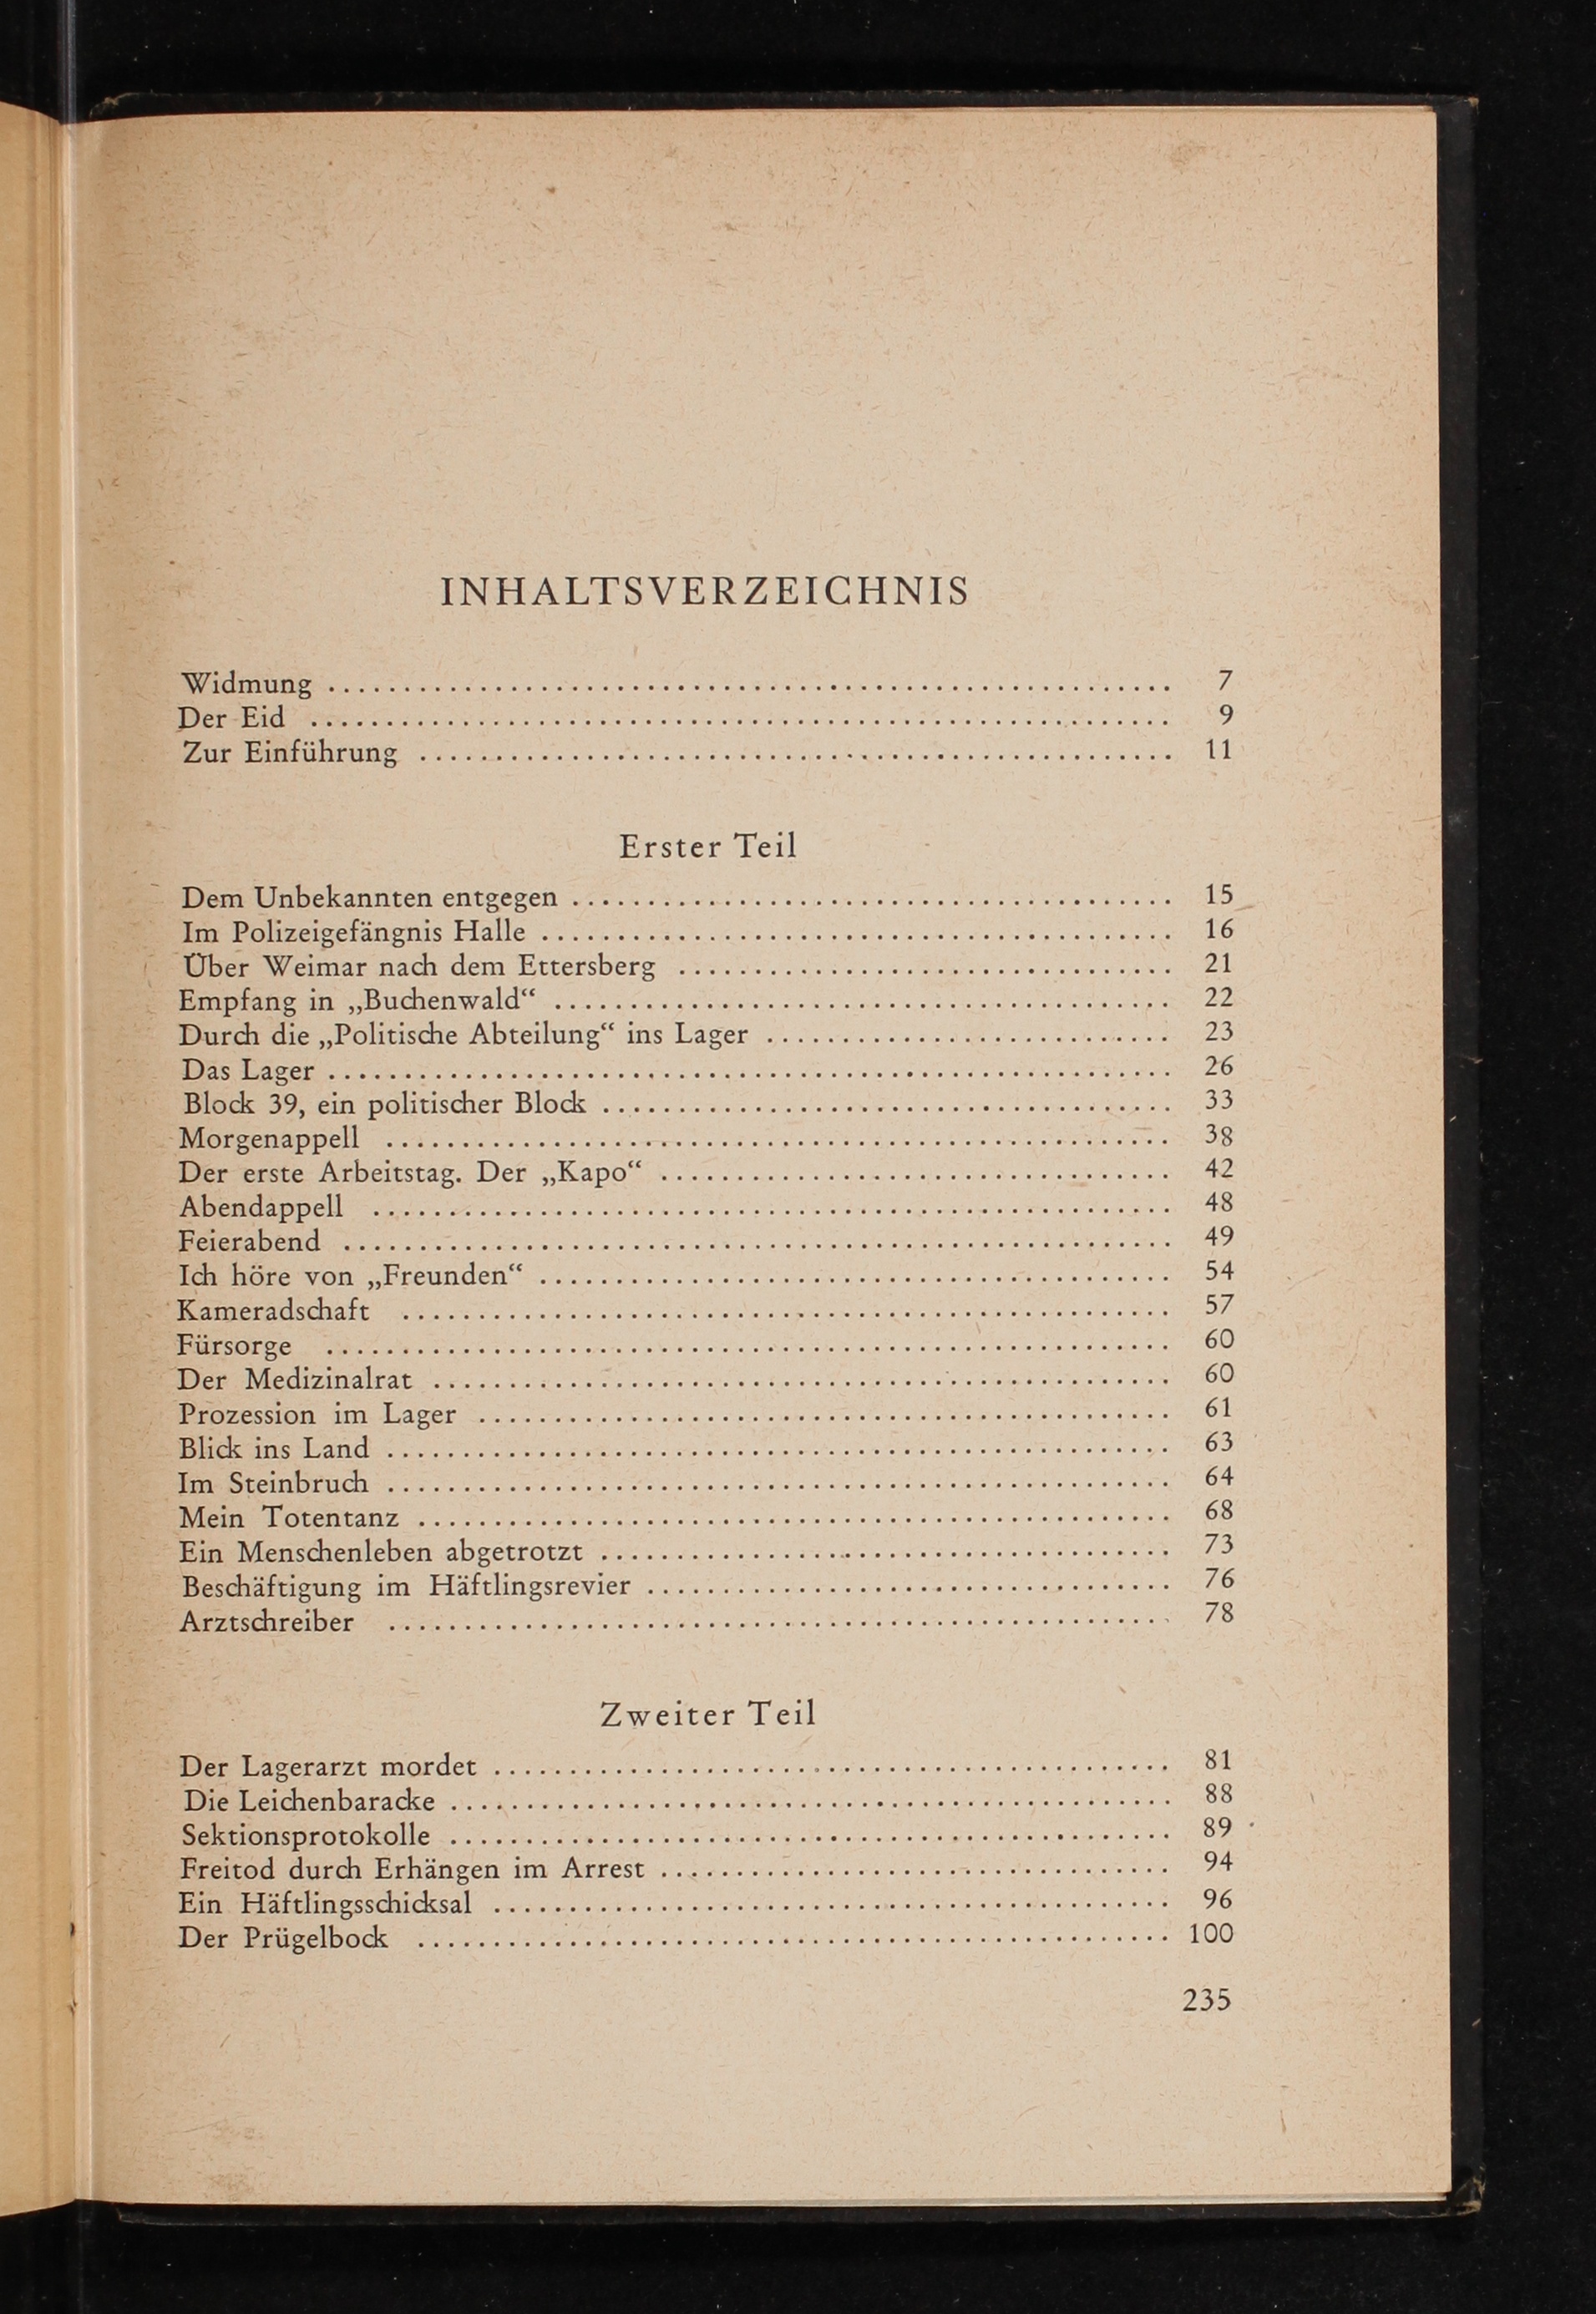 INHALTSVERZEICHNIS
Widmung ........ 7
Der Eid ........ 9
Zur Einführung ........ 11
Erster Teil
Dem Unbekannten entgegen ........ 15
Im Polizeigefängnis Halle ........ 16
Über Weimar nach dem Ettersberg ........ 21
Empfang in „Buchenwald“ ........ 22
Durch die „Politische Abteilung“ ins Lager ........ 23
Das Lager ........ 26
Block 39, ein politischer Block ........ 33
Morgenappell ........ 38
Der erste Arbeitstag. Der „Kapo“ ........ 42
Abendappell ........ 48
Feierabend ........ 49
Ich höre von „Freunden“ ........ 54
Kameradschaft ........ 57
Fürsorge ........ 60
Der Medizinalrat ........ 60
Prozession im Lager ........ 61
Blick ins Land ........ 63
Im Steinbruch ........ 64
Mein Totentanz ........ 68
Ein Menschenleben abgetrotzt ........ 73
Beschäftigung im Häftlingsrevier ........ 76
Arztschreiber ........ 78
Zweiter Teil
Der Lagerarzt mordet ........ 81
Die Leichenbaracke ........ 88
Sektionsprotokolle ........ 89
Freitod durch Erhängen im Arrest ........ 94
Ein Häftlingsschicksal ........ 96
Der Prügelbock ........ 100
235